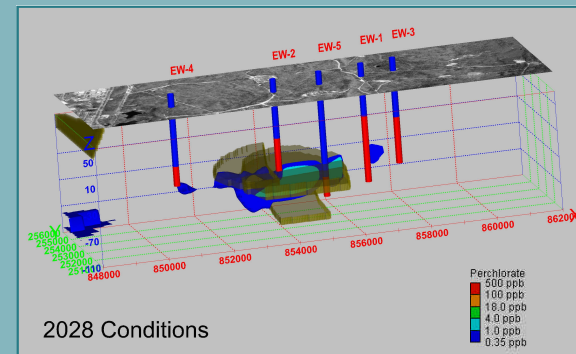 EW-4
EW-2
EW-5
EW-1
EW-3
Z
50
10
-70
-110
Y
256000
255000
254000
253000
252000
848000
850000
852000
854000
856000
858000
860000
862000
X
Perchlorate
500 ppb
100 ppb
18.0 ppb
4.0 ppb
1.0 ppb
0.35 ppb
2028 Conditions